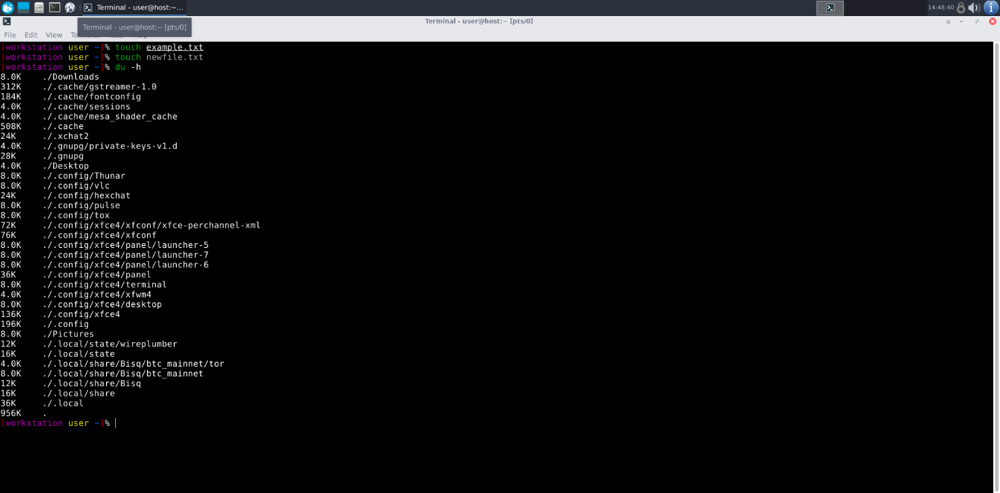 Terminal - user@host:~...
14:48:40
Terminal - user@host:~ [pts/0]
Terminal - user@host:~ [pts/0]
File Edit View
[workstation user ~]% touch example.txt
[workstation user ~]% touch newfile.txt
[workstation user ~]% du -h
8.0K ./Downloads
312K ./.cache/gstreamer-1.0
184K ./.cache/fontconfig
4.0K ./.cache/sessions
4.0K ./.cache/mesa_shader_cache
508K ./.cache
24K ./.xchat2
4.0K ./.gnupg/private-keys-v1.d
28K ./.gnupg
4.0K ./Desktop
8.0K ./.config/Thunar
8.0K ./.config/vlc
24K ./.config/hexchat
8.0K ./.config/pulse
8.0K ./.config/tox
72K ./.config/xfce4/xfconf/xfce-perchannel-xml
76K ./.config/xfce4/xfconf
8.0K ./.config/xfce4/panel/launcher-5
8.0K ./.config/xfce4/panel/launcher-7
8.0K ./.config/xfce4/panel/launcher-6
36K ./.config/xfce4/panel
8.0K ./.config/xfce4/terminal
4.0K ./.config/xfce4/xfwm4
8.0K ./.config/xfce4/desktop
136K ./.config/xfce4
196K ./.config
8.0K ./Pictures
12K ./.local/state/wireplumber
16K ./.local/state
4.0K ./.local/share/Bisq/btc_mainnet/tor
8.0K ./.local/share/Bisq/btc_mainnet
12K ./.local/share/Bisq
16K ./.local/share
36K ./.local
956K .
[workstation user ~]%